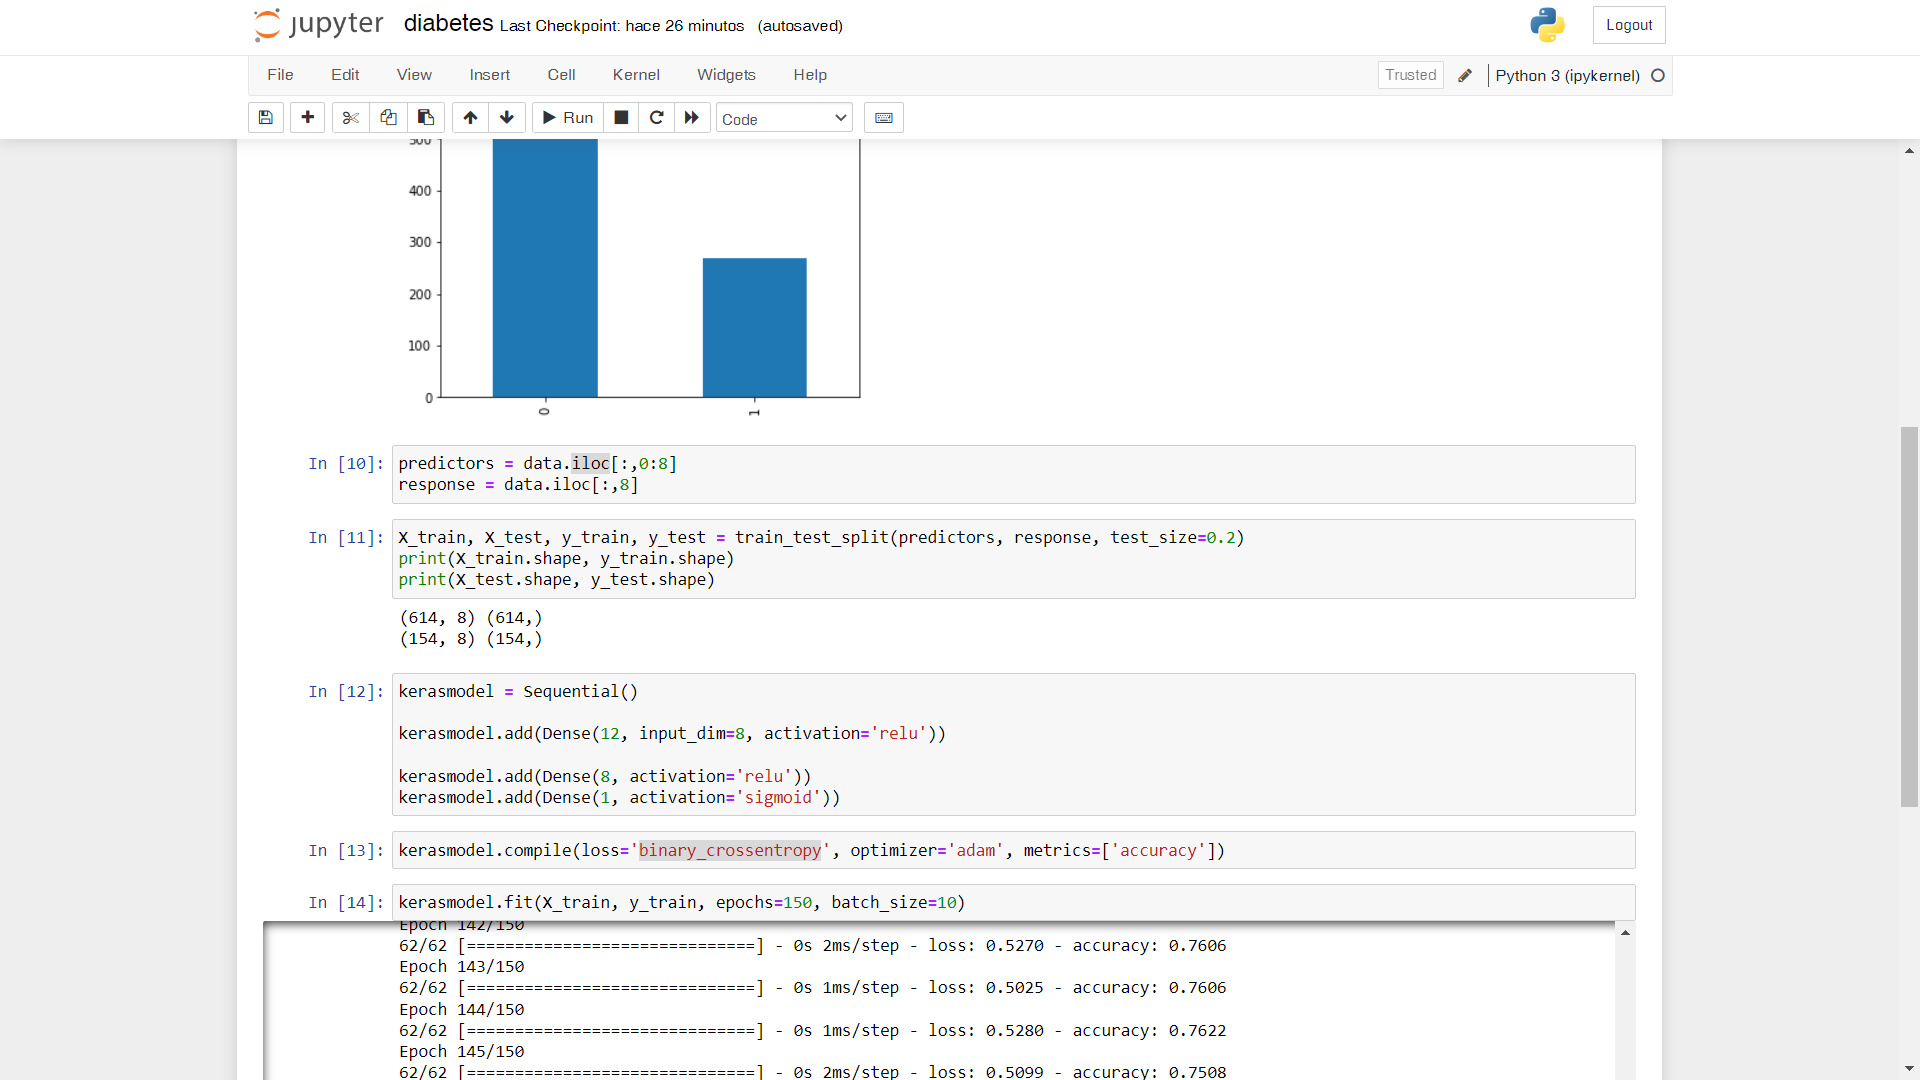 jupyter diabetes Last Checkpoint: hace 26 minutos (autosaved)
Logout
File Edit View Insert Cell Kernel Widgets Help
Trusted Python 3 (ipykernel)
Run Code
500
400
300
200
100
0
0 1
In [10]: predictors = data.iloc[:,0:8]
response = data.iloc[:,8]
In [11]: X_train, X_test, y_train, y_test = train_test_split(predictors, response, test_size=0.2)
print(X_train.shape, y_train.shape)
print(X_test.shape, y_test.shape)
(614, 8) (614,)
(154, 8) (154,)
In [12]: kerasmodel = Sequential()
kerasmodel.add(Dense(12, input_dim=8, activation='relu'))
kerasmodel.add(Dense(8, activation='relu'))
kerasmodel.add(Dense(1, activation='sigmoid'))
In [13]: kerasmodel.compile(loss='binary_crossentropy', optimizer='adam', metrics=['accuracy'])
In [14]: kerasmodel.fit(X_train, y_train, epochs=150, batch_size=10)
Epoch 142/150
62/62 [==============================] - 0s 2ms/step - loss: 0.5270 - accuracy: 0.7606
Epoch 143/150
62/62 [==============================] - 0s 1ms/step - loss: 0.5025 - accuracy: 0.7606
Epoch 144/150
62/62 [==============================] - 0s 1ms/step - loss: 0.5280 - accuracy: 0.7622
Epoch 145/150
62/62 [==============================] - 0s 2ms/step - loss: 0.5099 - accuracy: 0.7508